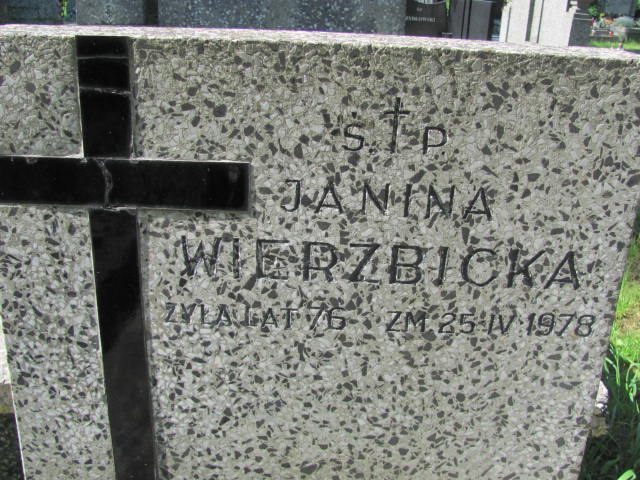 S † P
JANINA
WIERZBICKA
ŻYŁA LAT 76 ZM 25 IV 1978